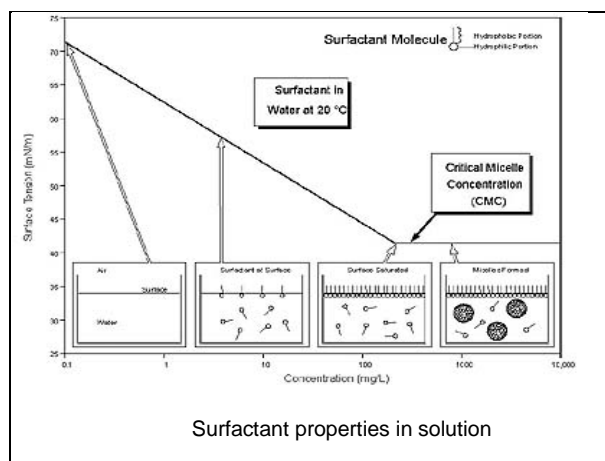 75
70
65
60
55
50
45
40
35
30
25
Surface Tension (mN/m)
Surfactant Molecule
Hydrophobic Portion
Hydrophilic Portion
Surfactant in
Water at 20 °C
Critical Micelle
Concentration
(CMC)
Air
Surface
Water
Surfactant at Surface
Surface Saturated
Micelles Formed
0.1
1
10
100
1000
10,000
Concentration (mg/L)
Surfactant properties in solution